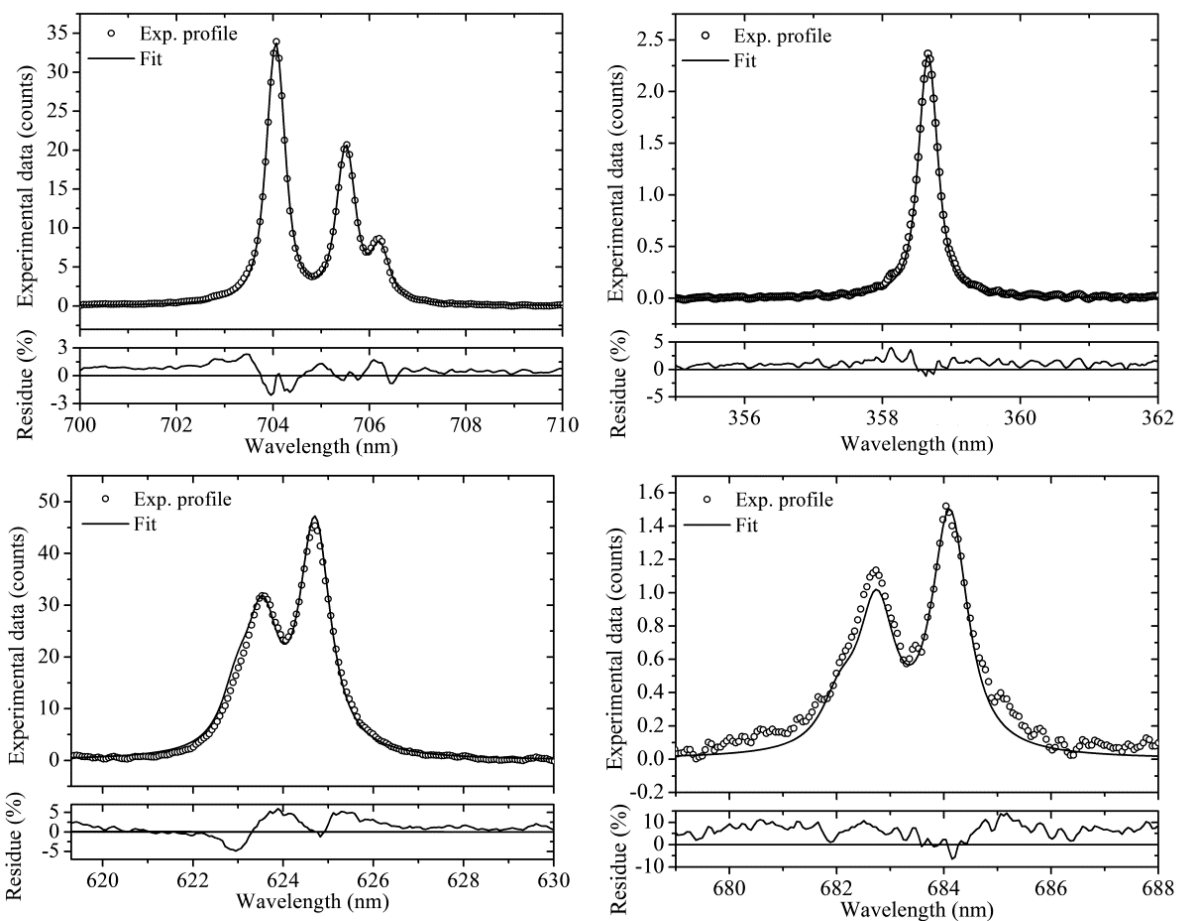 Experimental data (counts)
35
30
25
20
15
10
5
0
Exp. profile
Fit
Residue (%)
3
0
-3
700 702 704 706 708 710
Wavelength (nm)
Experimental data (counts)
2.5
2.0
1.5
1.0
0.5
0.0
Exp. profile
Fit
Residue (%)
5
0
-5
356 358 360 362
Wavelength (nm)
Experimental data (counts)
50
40
30
20
10
0
Exp. profile
Fit
Residue (%)
5
0
-5
620 622 624 626 628 630
Wavelength (nm)
Experimental data (counts)
1.6
1.4
1.2
1.0
0.8
0.6
0.4
0.2
0.0
-0.2
Exp. profile
Fit
Residue (%)
10
0
-10
680 682 684 686 688
Wavelength (nm)